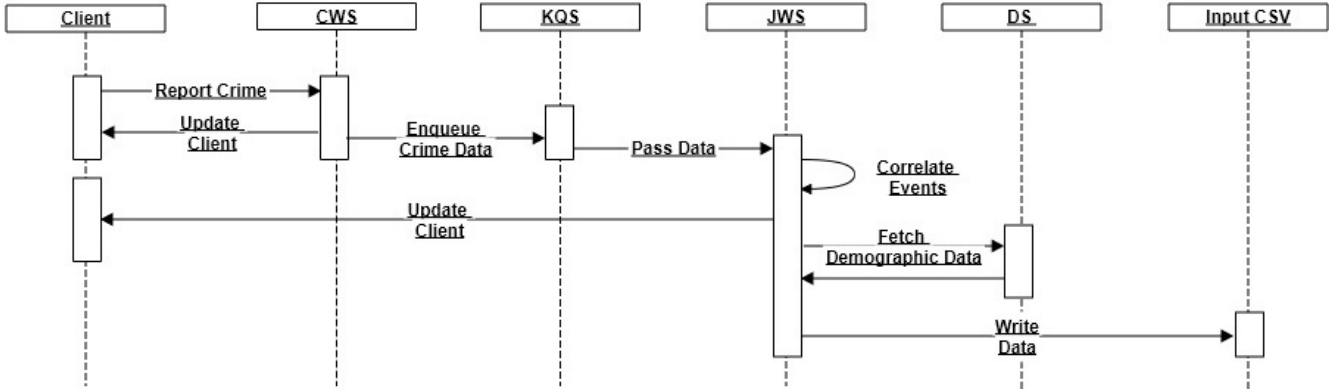 Client
CWS
KQS
JWS
DS
Input CSV
Report Crime
Update
Client
Enqueue
Crime Data
Pass Data
Correlate
Events
Update
Client
Fetch
Demographic Data
Write
Data